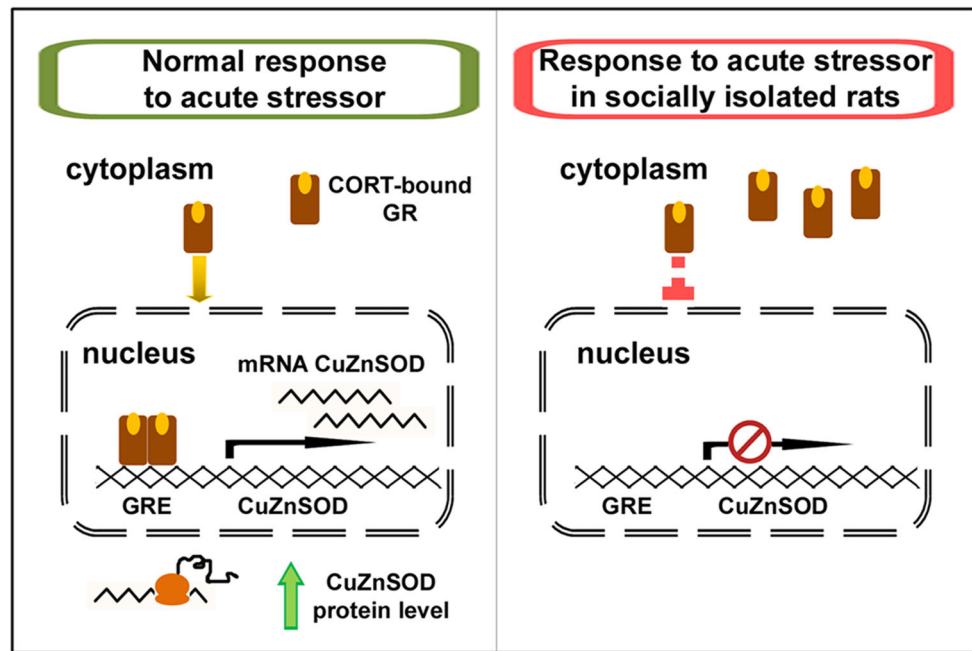 Normal response
to acute stressor
cytoplasm
CORT-bound
GR
nucleus
mRNA CuZnSOD
GRE
CuZnSOD
CuZnSOD
protein level
Response to acute stressor
in socially isolated rats
cytoplasm
nucleus
GRE
CuZnSOD